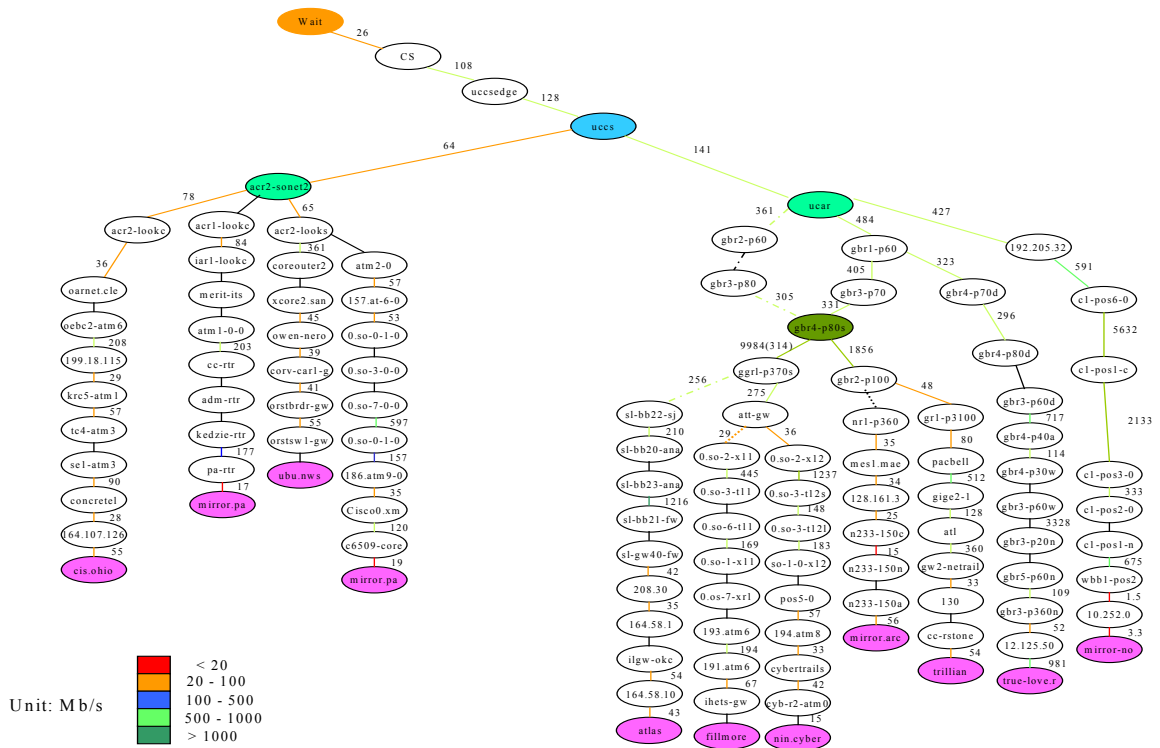 Wait
26
CS
108
uccsedge
128
uccs
64
141
acr2-sonet2
ucar
78
65
361
484
427
acr2-lookc
acr1-lookc
acr2-looks
gbr2-p60
gbr1-p60
192.205.32
36
84
361
405
323
591
iar1-lookc
coreouter2
atm2-0
57
gbr3-p80
gbr3-p70
gbr4-p70d
c1-pos6-0
oarnet.cle
merit-its
xcore2.san
157.at-6-0
305
331
296
5632
oebc2-atm6
atm1-0-0
45
53
gbr4-p80s
208
203
owen-nero
0.so-0-1-0
9984(314)
1856
gbr4-p80d
199.18.115
cc-rtr
39
29
corv-car1-g
0.so-3-0-0
256
ggrl-p370s
gbr2-p100
48
c1-pos1-c
krc5-atm1
adm-rtr
41
275
57
orstbrdr-gw
0.so-7-0-0
sl-bb22-sj
att-gw
nr1-p360
gr1-p3100
gbr3-p60d
2133
tc4-atm3
kedzie-rtr
55
597
210
29
36
35
80
717
177
orstsw1-gw
0.so-0-1-0
sl-bb20-ana
0.so-2-x11
0.so-2-x12
mes1.mae
pacbell
gbr4-p40a
se1-atm3
pa-rtr
157
445
1237
34
512
114
90
17
ubu.nws
186.atm9-0
sl-bb23-ana
0.so-3-t11
0.so-3-t12s
128.161.3
gige2-1
gbr4-p30w
c1-pos3-0
concretel
mirror.pa
35
1216
148
25
128
333
28
Cisco0.xm
sl-bb21-fw
0.so-6-t11
0.so-3-t12l
n233-150c
atl
gbr3-p60w
c1-pos2-0
164.107.126
120
169
183
15
360
3328
55
c6509-core
sl-gw40-fw
0.so-1-x11
so-1-0-x12
n233-150n
gw2-netrail
gbr3-p20n
c1-pos1-n
cis.ohio
19
42
33
675
mirror.pa
208.30
0.os-7-xr1
pos5-0
n233-150a
130
gbr5-p60n
wbb1-pos2
35
57
56
109
1.5
164.58.1
193.atm6
194.atm8
mirror.arc
cc-rstone
gbr3-p360n
10.252.0
194
33
54
52
3.3
ilgw-okc
191.atm6
cybertrails
trillian
12.125.50
mirror-no
54
67
42
981
164.58.10
ihets-gw
cyb-r2-atm0
true-love.r
43
15
atlas
fillmore
nin.cyber
Unit: Mb/s
< 20
20 - 100
100 - 500
500 - 1000
> 1000